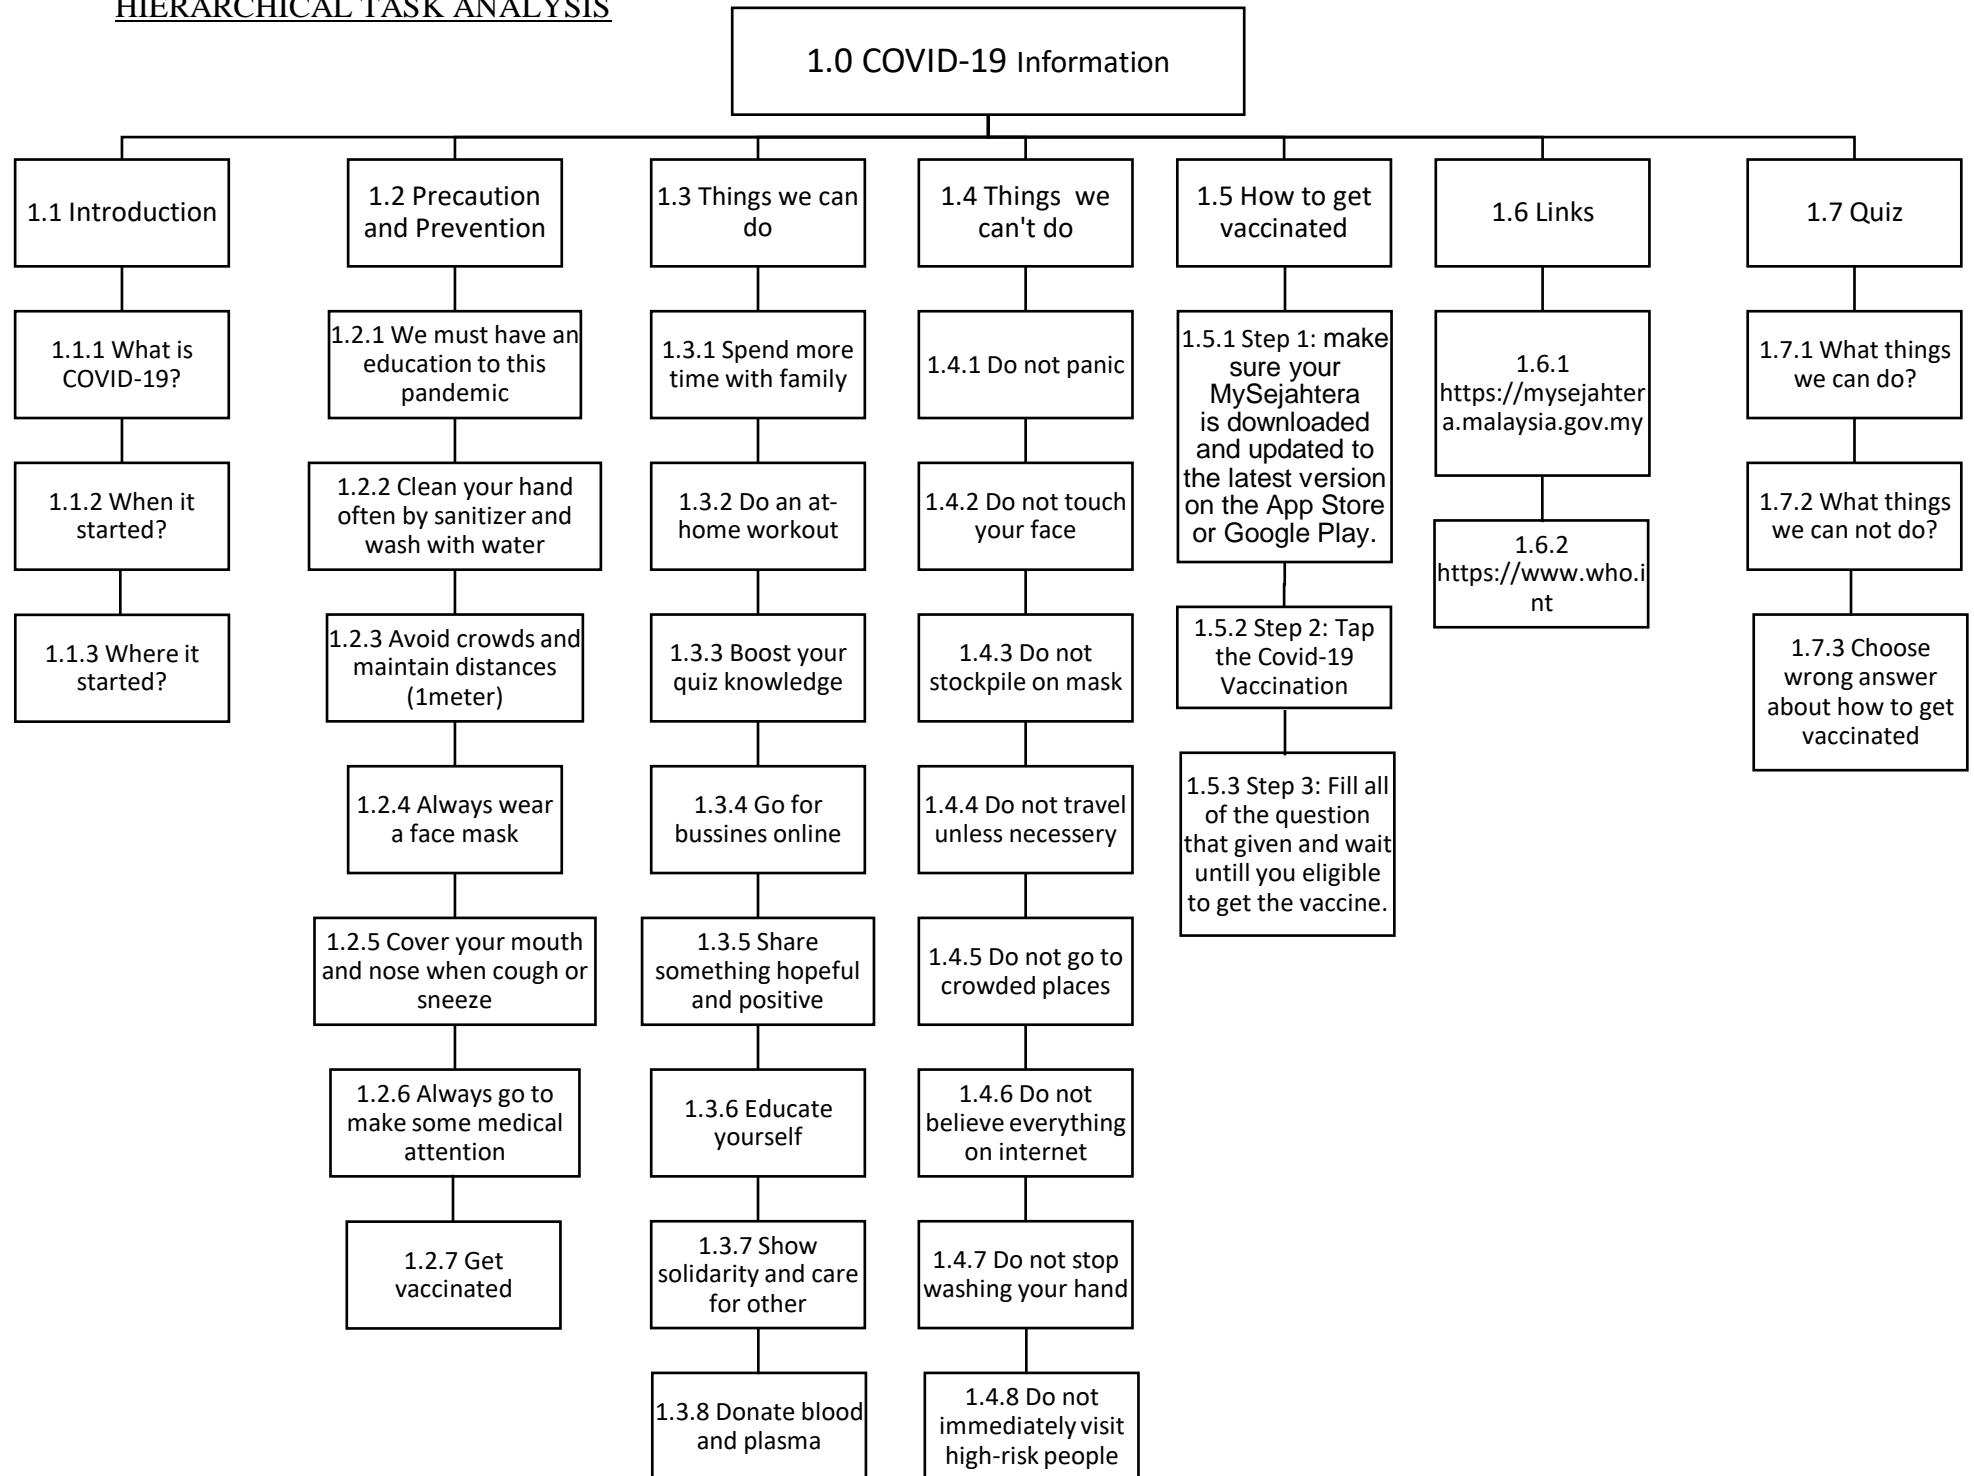 HIERARCHICAL TASK ANALYSIS
1.0 COVID-19 Information
1.1 Introduction
1.1.1 What is
COVID-19?
1.1.2 When it
started?
1.1.3 Where it
started?
1.2 Precaution
and Prevention
1.2.1 We must have an
education to this
pandemic
1.2.2 Clean your hand
often by sanitizer and
wash with water
1.2.3 Avoid crowds and
maintain distances
(1meter)
1.2.4 Always wear
a face mask
1.2.5 Cover your mouth
and nose when cough or
sneeze
1.2.6 Always go to
make some medical
attention
1.2.7 Get
vaccinated
1.3 Things we can
do
1.3.1 Spend more
time with family
1.3.2 Do an at-
home workout
1.3.3 Boost your
quiz knowledge
1.3.4 Go for
bussines online
1.3.5 Share
something hopeful
and positive
1.3.6 Educate
yourself
1.3.7 Show
solidarity and care
for other
1.3.8 Donate blood
and plasma
1.4 Things we
can't do
1.4.1 Do not panic
1.4.2 Do not touch
your face
1.4.3 Do not
stockpile on mask
1.4.4 Do not travel
unless necessery
1.4.5 Do not go to
crowded places
1.4.6 Do not
believe everything
on internet
1.4.7 Do not stop
washing your hand
1.4.8 Do not
immediately visit
high-risk people
1.5 How to get
vaccinated
1.5.1 Step 1: make
sure your
MySejahtera
is downloaded
and updated to
the latest version
on the App Store
or Google Play.
1.5.2 Step 2: Tap
the Covid-19
Vaccination
1.5.3 Step 3: Fill all
of the question
that given and wait
untill you eligible
to get the vaccine.
1.6 Links
1.6.1
https://mysejahter
a.malaysia.gov.my
1.6.2
https://www.who.i
nt
1.7 Quiz
1.7.1 What things
we can do?
1.7.2 What things
we can not do?
1.7.3 Choose
wrong answer
about how to get
vaccinated